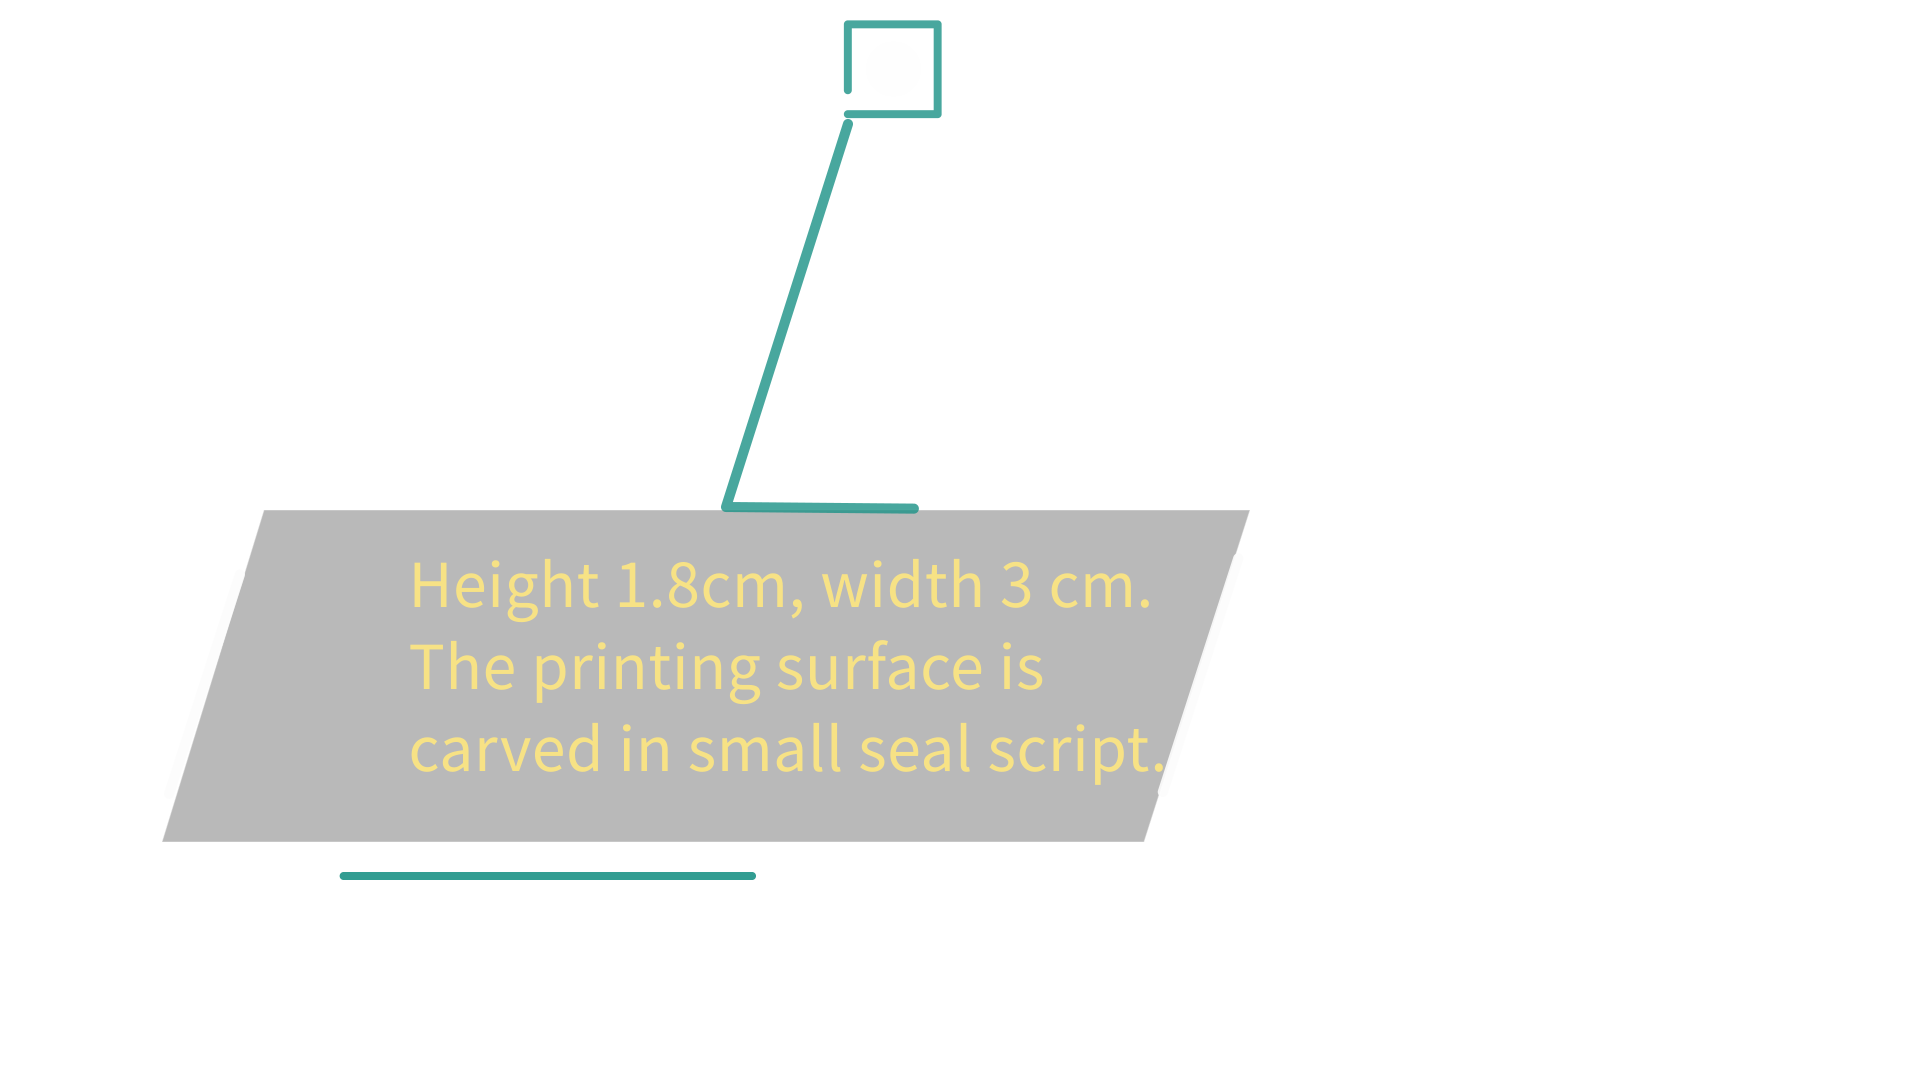 Height 1.8cm, width 3 cm.
The printing surface is
carved in small seal script.